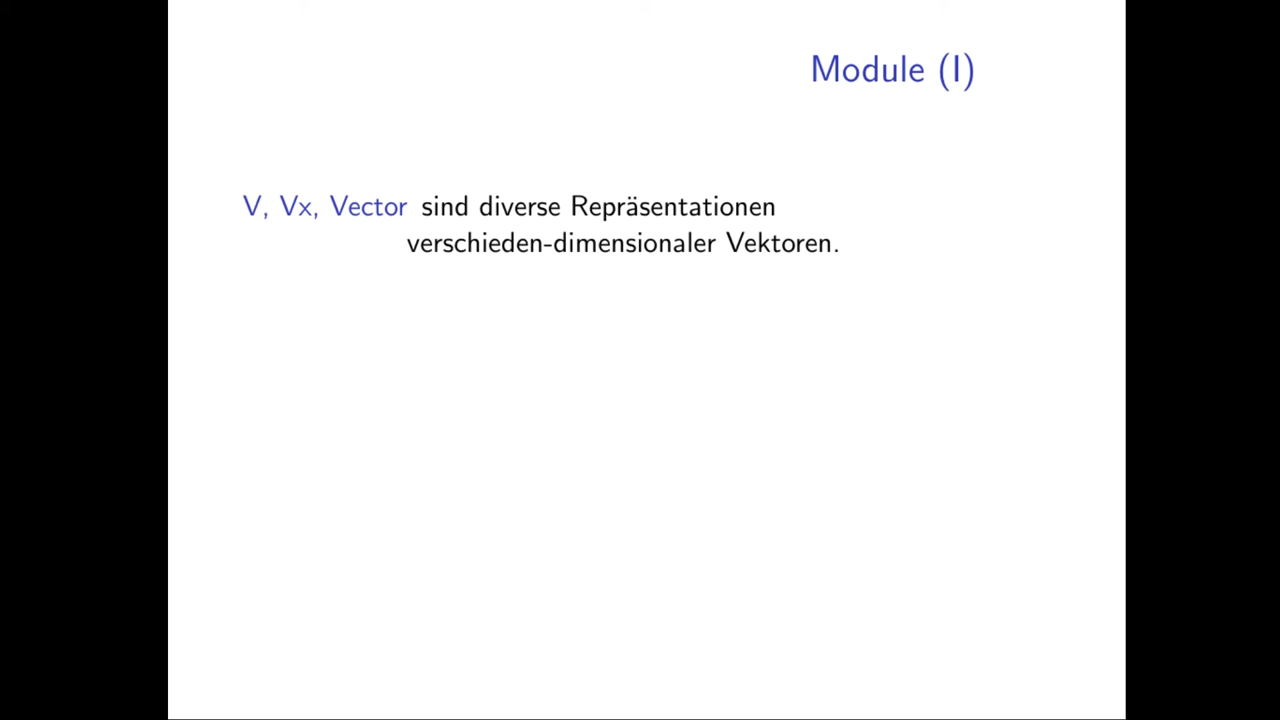 Module (I)
V, Vx, Vector sind diverse Repräsentationen
verschieden-dimensionaler Vektoren.